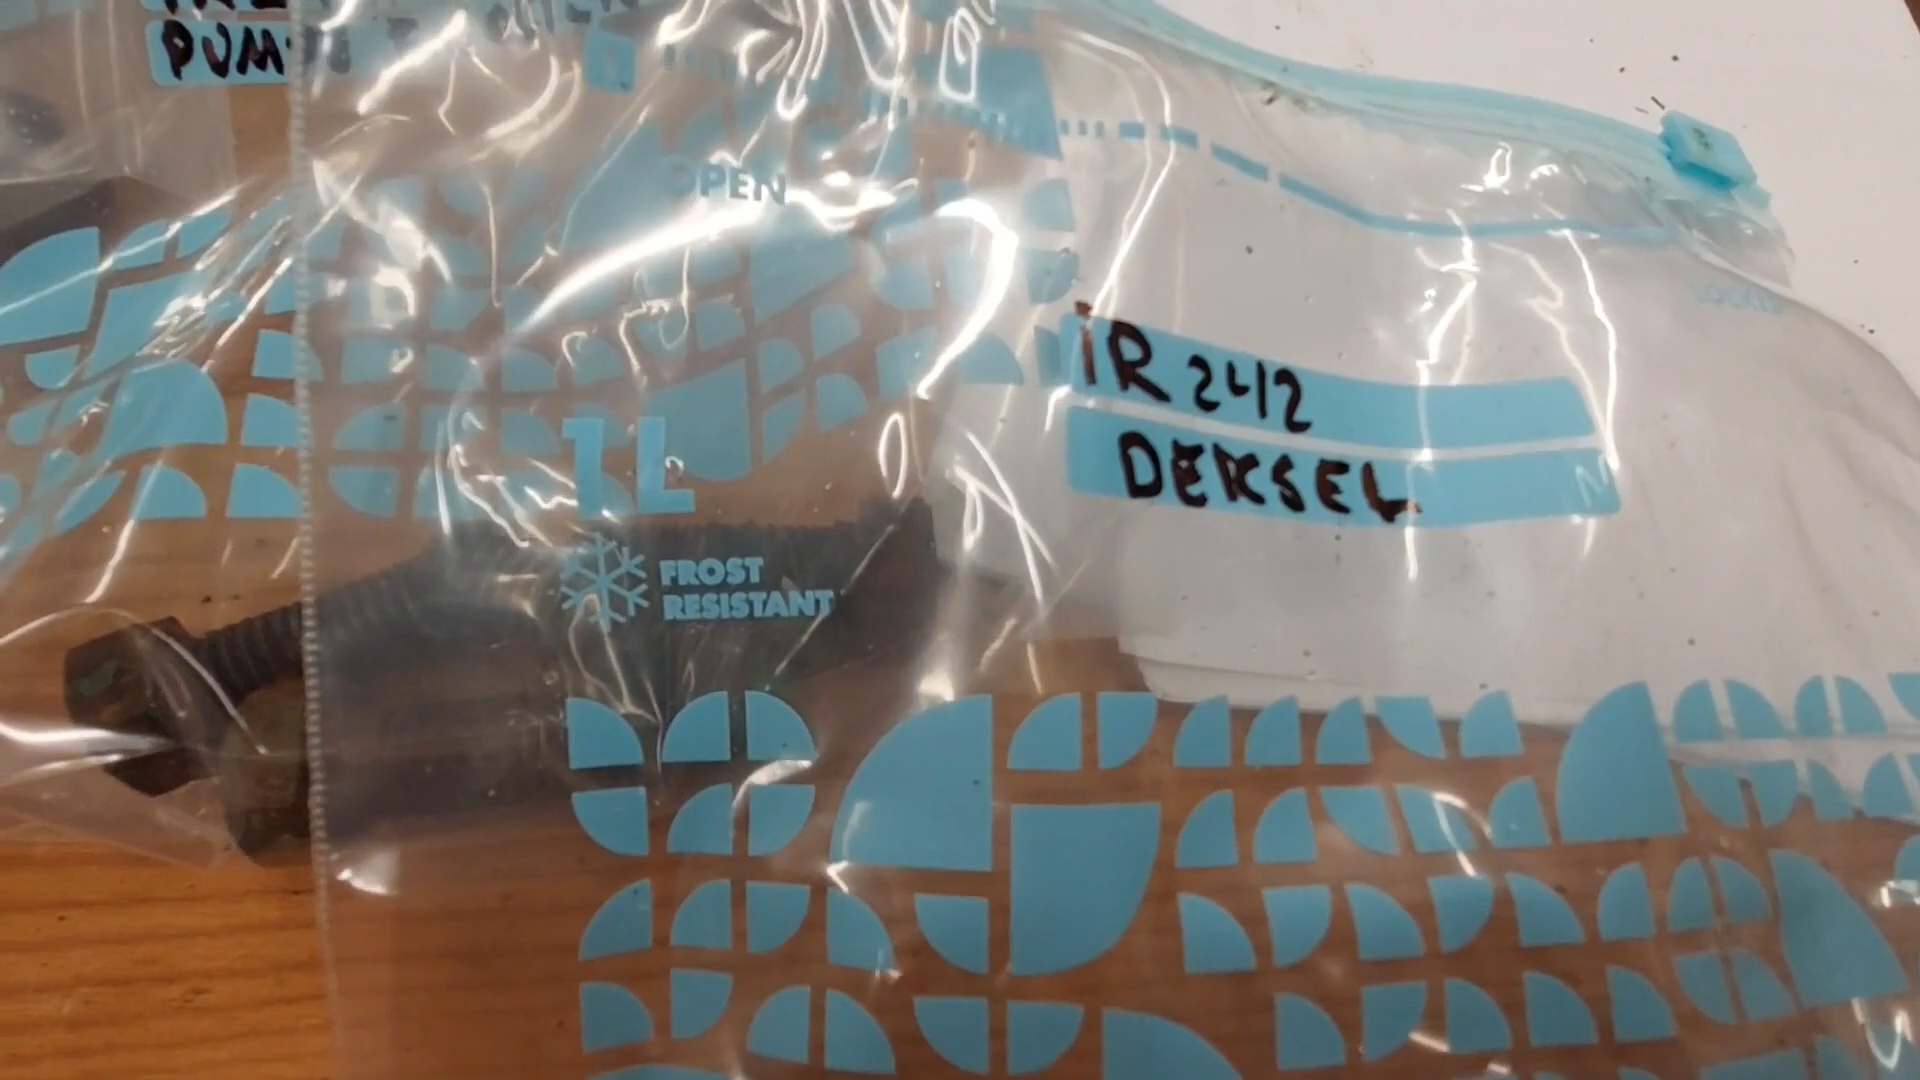 OPEN
iR 242
DEKSEL
1L
FROST
RESISTANT